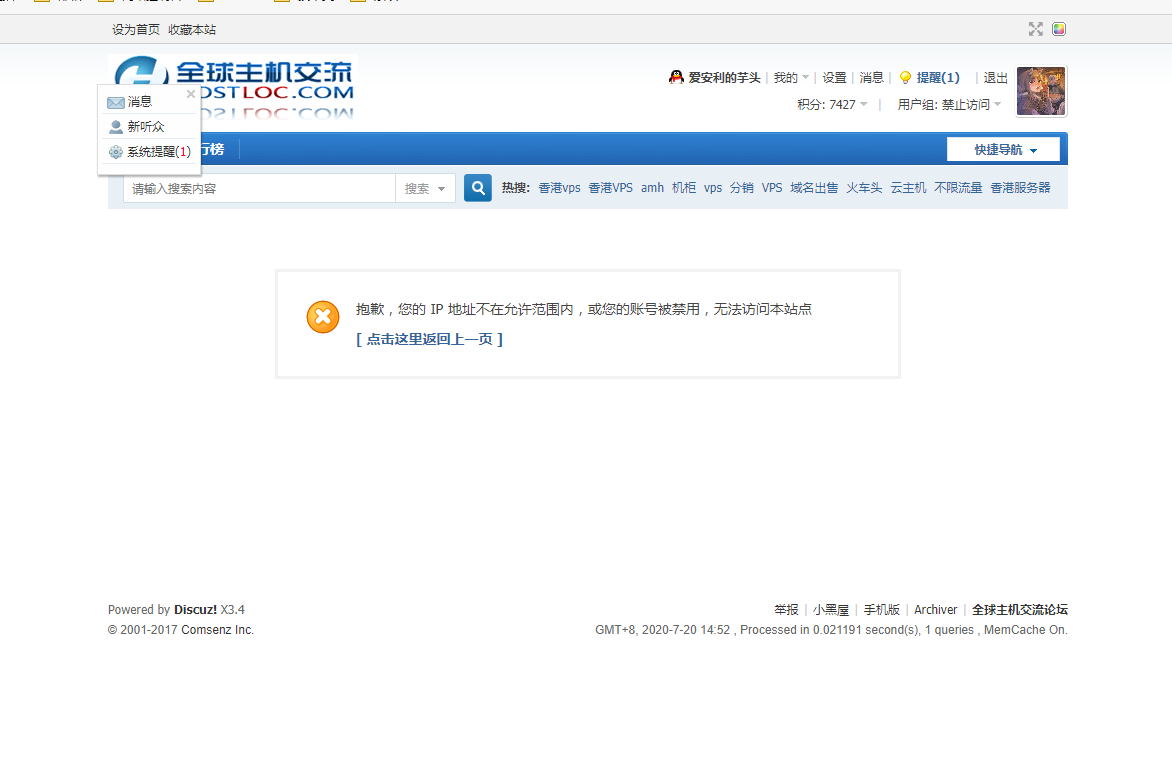 设为首页 收藏本站
全球主机交流
HOSTLOC.COM
爱安利的芋头 | 我的 | 设置 | 消息 | 提醒(1) | 退出
积分: 7427 | 用户组: 禁止访问
消息
新听众
系统提醒(1)
行榜
快捷导航
请输入搜索内容 搜索 热搜: 香港vps 香港VPS amh 机柜 vps 分销 VPS 域名出售 火车头 云主机 不限流量 香港服务器
抱歉，您的 IP 地址不在允许范围内，或您的账号被禁用，无法访问本站点
[ 点击这里返回上一页 ]
Powered by Discuz! X3.4
举报 | 小黑屋 | 手机版 | Archiver | 全球主机交流论坛
© 2001-2017 Comsenz Inc.
GMT+8, 2020-7-20 14:52 , Processed in 0.021191 second(s), 1 queries , MemCache On.